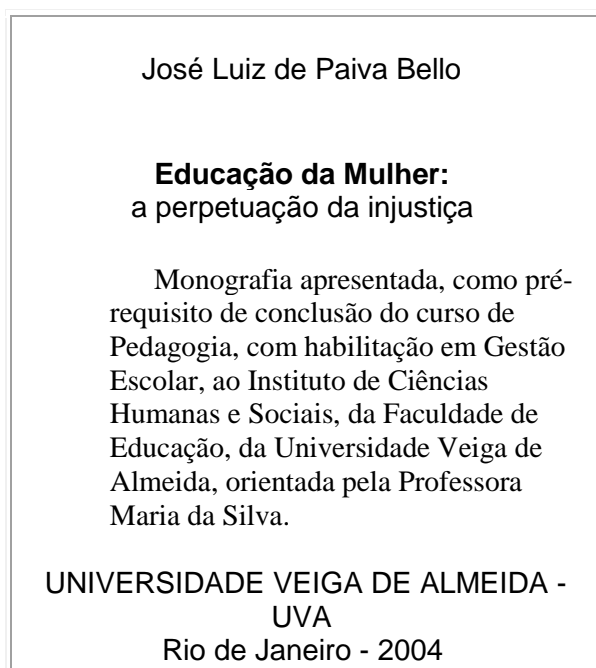 José Luiz de Paiva Bello
Educação da Mulher:
a perpetuação da injustiça
Monografia apresentada, como pré-
requisito de conclusão do curso de
Pedagogia, com habilitação em Gestão
Escolar, ao Instituto de Ciências
Humanas e Sociais, da Faculdade de
Educação, da Universidade Veiga de
Almeida, orientada pela Professora
Maria da Silva.
UNIVERSIDADE VEIGA DE ALMEIDA -
UVA
Rio de Janeiro - 2004